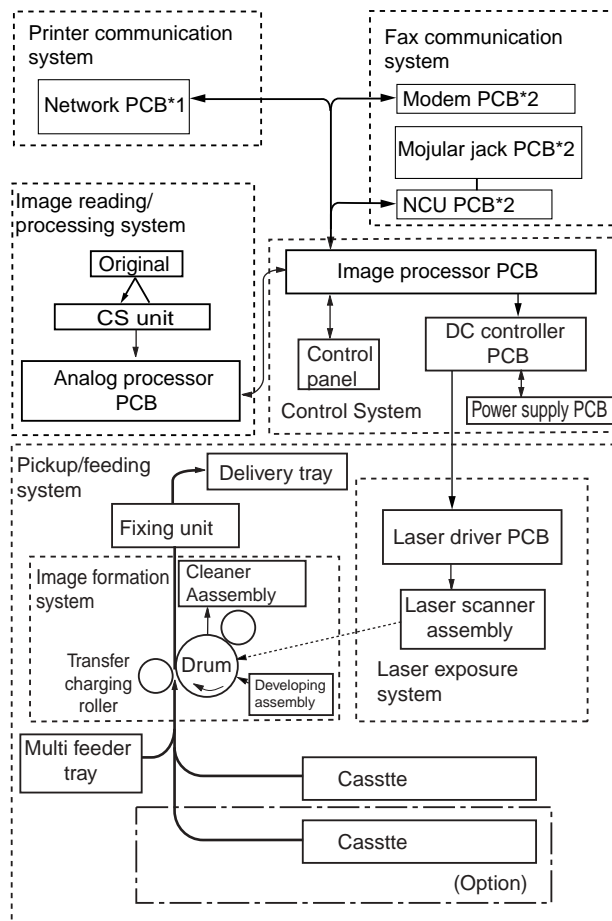 Printer communication
system
Network PCB*1
Fax communication
system
Modem PCB*2
Mojular jack PCB*2
NCU PCB*2
Image reading/
processing system
Original
CS unit
Analog processor
PCB
Image processor PCB
Control
panel
DC controller
PCB
Power supply PCB
Control System
Pickup/feeding
system
Delivery tray
Fixing unit
Image formation
system
Cleaner
Aassembly
Drum
Transfer
charging
roller
Developing
assembly
Laser driver PCB
Laser scanner
assembly
Laser exposure
system
Multi feeder
tray
Casstte
Casstte
(Option)